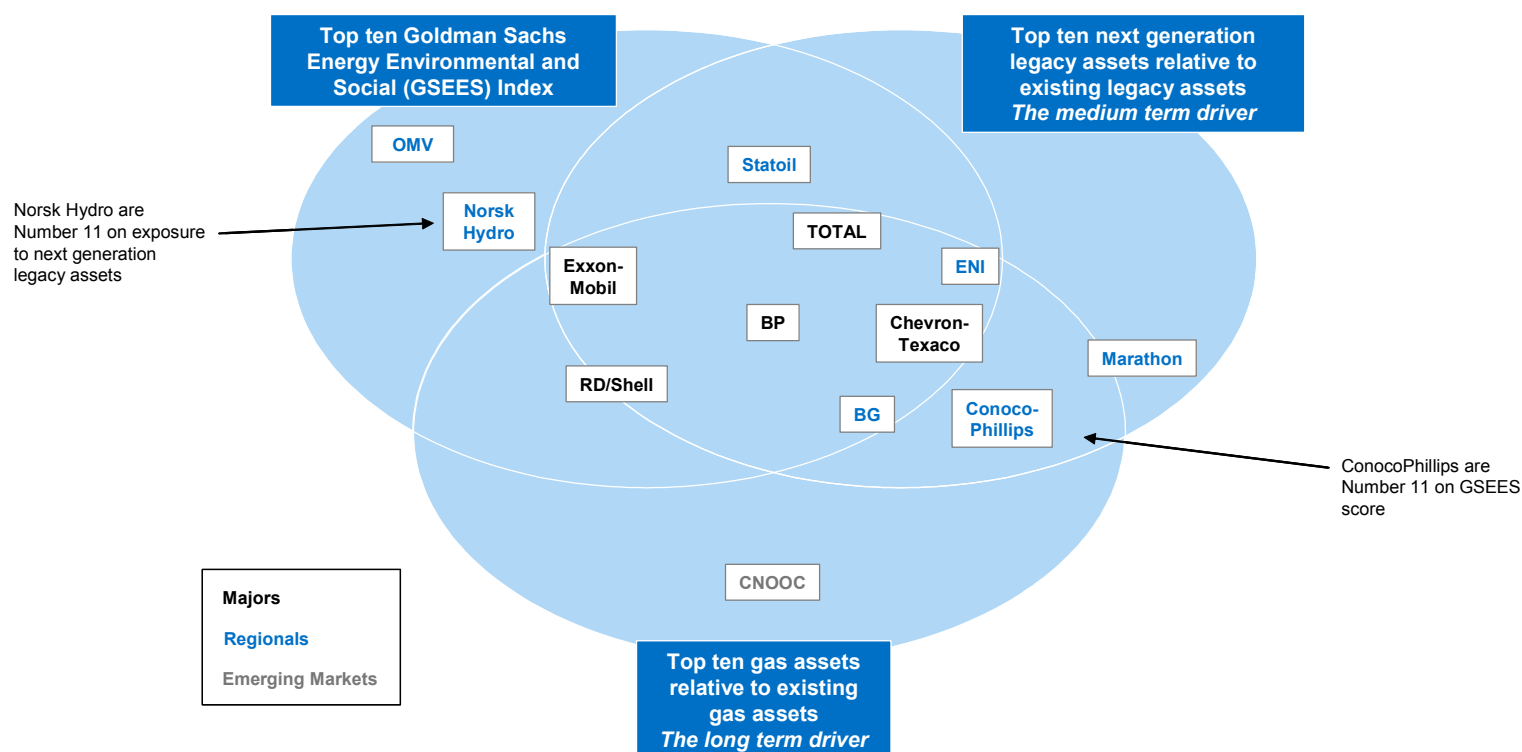 Top ten Goldman Sachs
Energy Environmental and
Social (GSEES) Index
Top ten next generation
legacy assets relative to
existing legacy assets
The medium term driver
OMV
Statoil
Norsk Hydro are
Number 11 on exposure
to next generation
legacy assets
Norsk
Hydro
TOTAL
Exxon-
Mobil
ENI
BP
Chevron-
Texaco
Marathon
RD/Shell
BG
Conoco-
Phillips
ConocoPhillips are
Number 11 on GSEES
score
CNOOC
Majors
Regionals
Emerging Markets
Top ten gas assets
relative to existing
gas assets
The long term driver